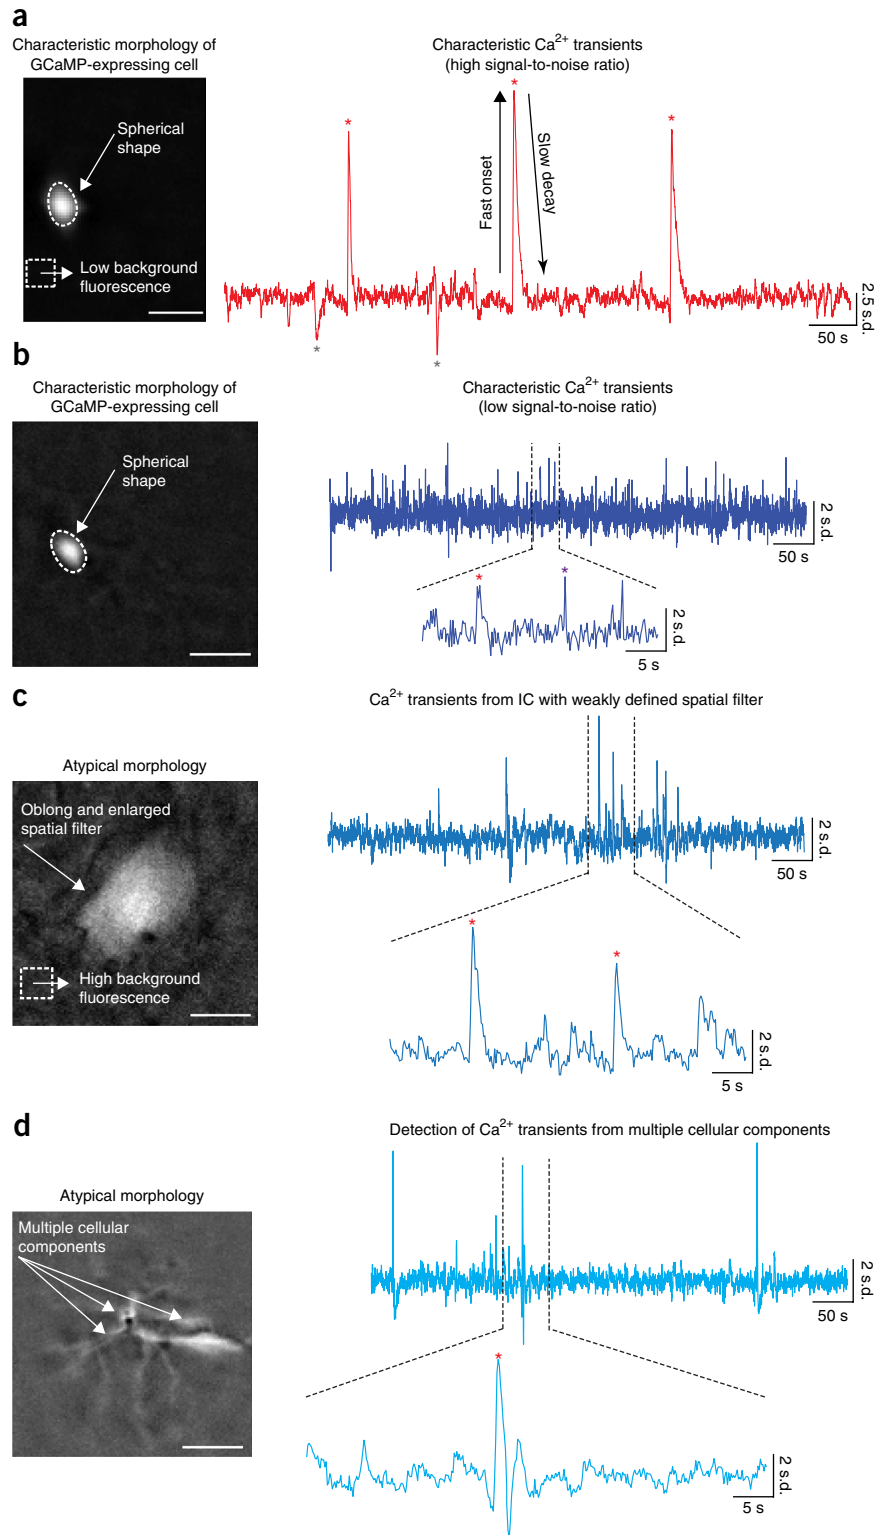 a
Characteristic morphology of
GCaMP-expressing cell
Spherical
shape
Low background
fluorescence
Characteristic Ca²⁺ transients
(high signal-to-noise ratio)
*
*
*
Fast onset
Slow decay
*
*
2.5 s.d.
50 s
b
Characteristic morphology of
GCaMP-expressing cell
Spherical
shape
Characteristic Ca²⁺ transients
(low signal-to-noise ratio)
2 s.d.
50 s
*
*
2 s.d.
5 s
c
Atypical morphology
Oblong and enlarged
spatial filter
High background
fluorescence
Ca²⁺ transients from IC with weakly defined spatial filter
2 s.d.
50 s
*
*
2 s.d.
5 s
d
Atypical morphology
Multiple cellular
components
Detection of Ca²⁺ transients from multiple cellular components
2 s.d.
50 s
*
2 s.d.
5 s